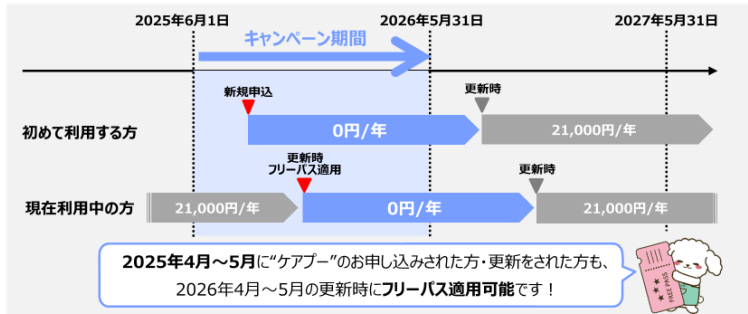 2025年6月1日 2026年5月31日 2027年5月31日
キャンペーン期間
新規申込 更新時
初めて利用する方 0円/年 21,000円/年
更新時
フリーパス適用 更新時
現在利用中の方 21,000円/年 0円/年 21,000円/年
2025年4月～5月に“ケアプー”のお申し込みされた方・更新をされた方も、
2026年4月～5月の更新時にフリーパス適用可能です！
FREE PASS